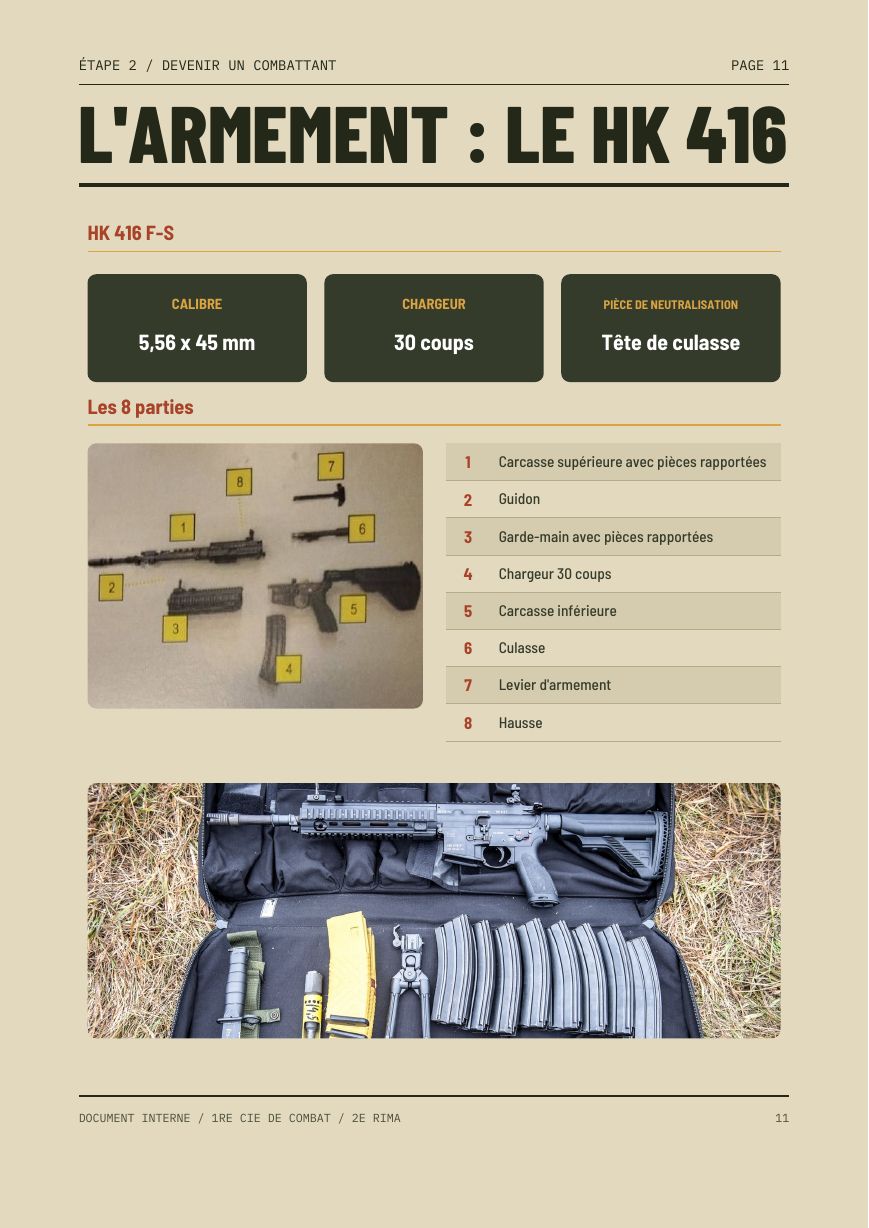 ÉTAPE 2 / DEVENIR UN COMBATTANT PAGE 11
L'ARMEMENT : LE HK 416
HK 416 F-S
CALIBRE
5,56 x 45 mm
CHARGEUR
30 coups
PIÈCE DE NEUTRALISATION
Tête de culasse
Les 8 parties
7
8
1
6
2
5
3
4
1 Carcasse supérieure avec pièces rapportées
2 Guidon
3 Garde-main avec pièces rapportées
4 Chargeur 30 coups
5 Carcasse inférieure
6 Culasse
7 Levier d'armement
8 Hausse
DOCUMENT INTERNE / 1RE CIE DE COMBAT / 2E RIMA 11